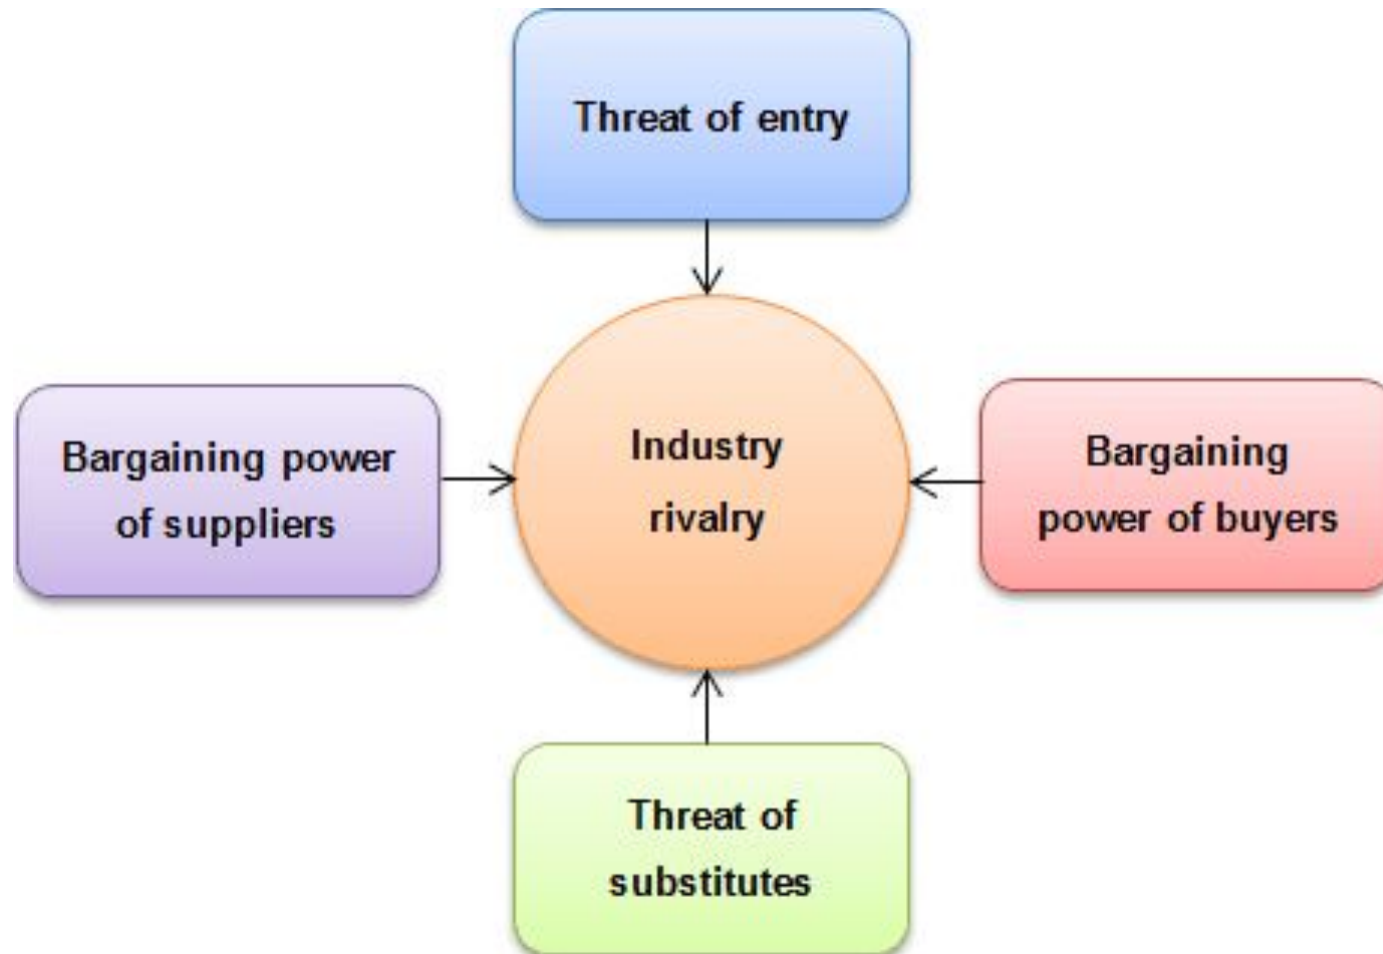 Threat of entry
Bargaining power
of suppliers
Industry
rivalry
Bargaining
power of buyers
Threat of
substitutes